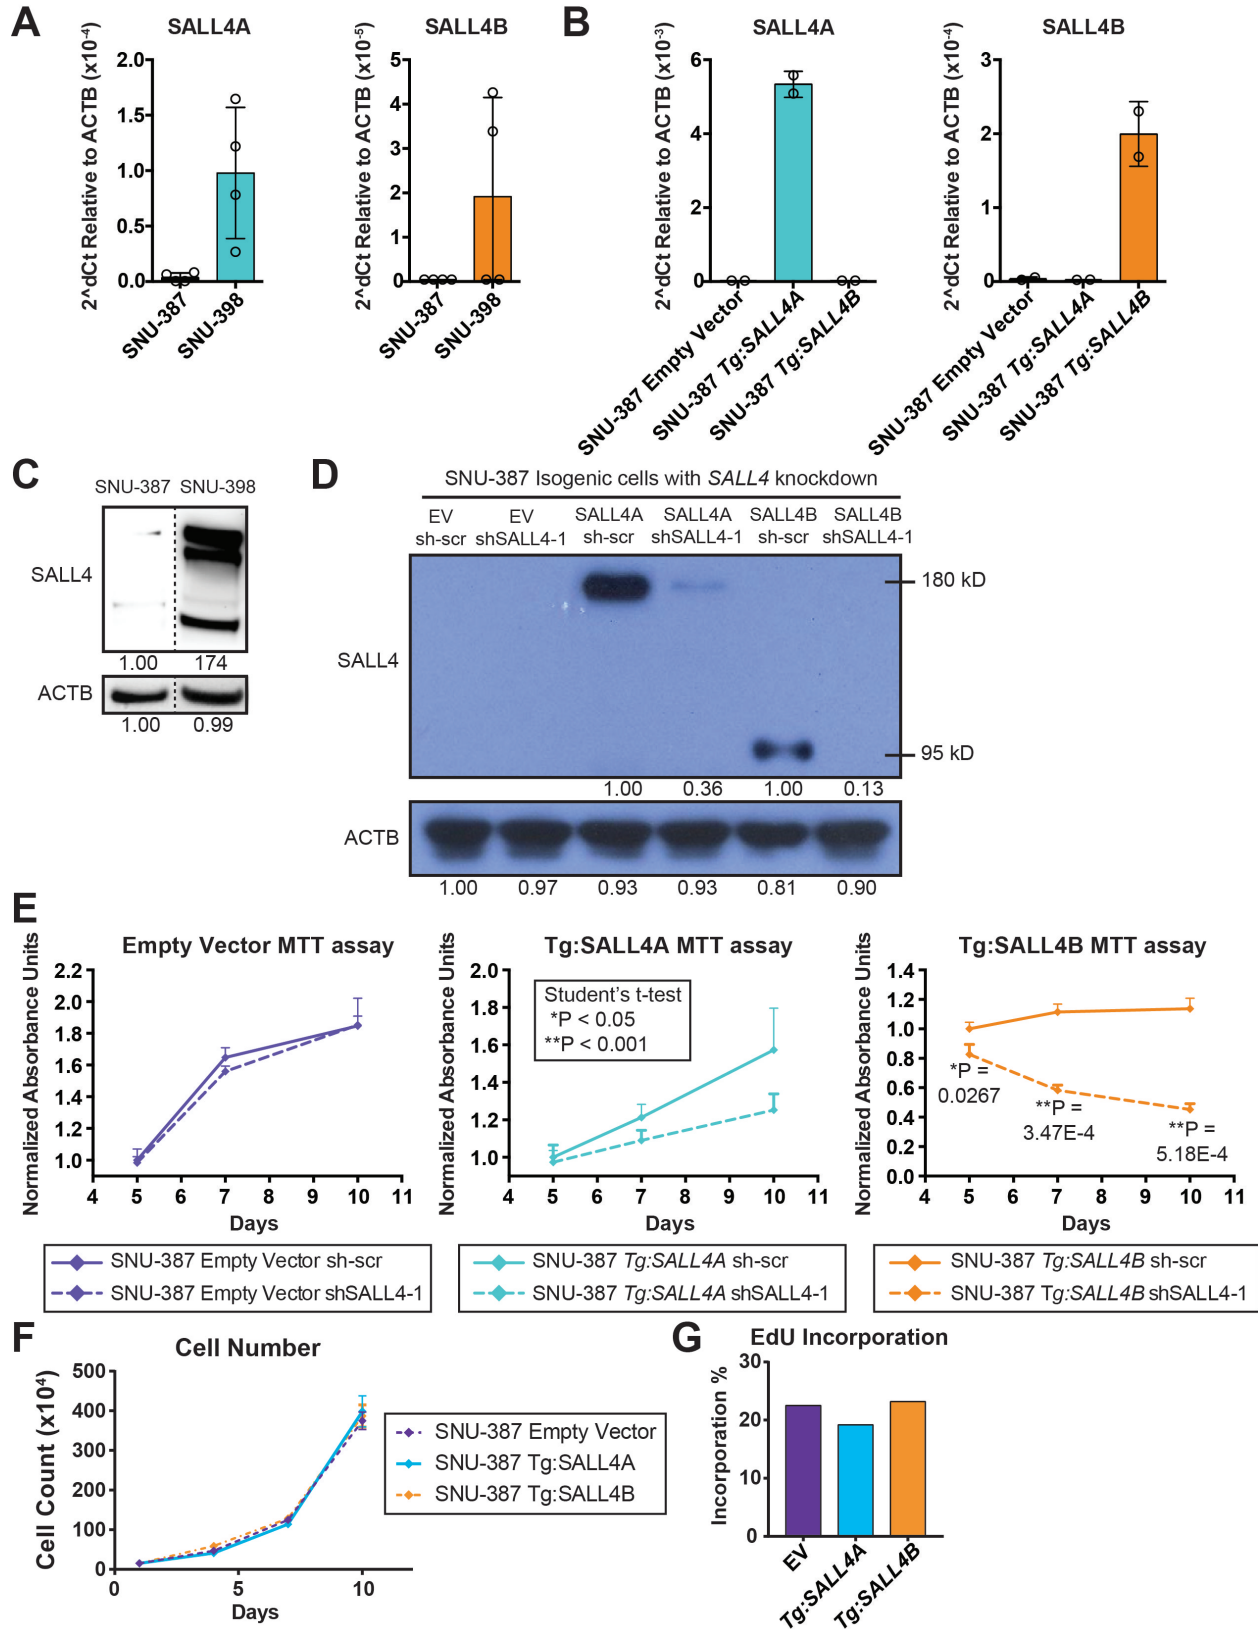 A
SALL4A
2^dCt Relative to ACTB (x10-4)
2.0
1.5
1.0
0.5
0.0
SNU-387
SNU-398
SALL4B
2^dCt Relative to ACTB (x10-5)
5
4
3
2
1
0
SNU-387
SNU-398
B
SALL4A
2^dCt Relative to ACTB (x10-3)
6
4
2
0
SNU-387 Empty Vector
SNU-387 Tg:SALL4A
SNU-387 Tg:SALL4B
SALL4B
2^dCt Relative to ACTB (x10-4)
3
2
1
0
SNU-387 Empty Vector
SNU-387 Tg:SALL4A
SNU-387 Tg:SALL4B
C
SNU-387 SNU-398
SALL4
1.00 174
ACTB
1.00 0.99
D
SNU-387 Isogenic cells with SALL4 knockdown
EV EV SALL4A SALL4A SALL4B SALL4B
sh-scr shSALL4-1 sh-scr shSALL4-1 sh-scr shSALL4-1
180 kD
SALL4
95 kD
1.00 0.36 1.00 0.13
ACTB
1.00 0.97 0.93 0.93 0.81 0.90
E
Empty Vector MTT assay
Normalized Absorbance Units
2.2
2.0
1.8
1.6
1.4
1.2
1.0
4 5 6 7 8 9 10 11
Days
SNU-387 Empty Vector sh-scr
SNU-387 Empty Vector shSALL4-1
Tg:SALL4A MTT assay
Normalized Absorbance Units
2.0
1.8
1.6
1.4
1.2
1.0
Student's t-test
*P < 0.05
**P < 0.001
4 5 6 7 8 9 10 11
Days
SNU-387 Tg:SALL4A sh-scr
SNU-387 Tg:SALL4A shSALL4-1
Tg:SALL4B MTT assay
Normalized Absorbance Units
1.4
1.2
1.0
0.8
0.6
0.4
0.2
0.0
*P =
0.0267
**P =
3.47E-4
**P =
5.18E-4
4 5 6 7 8 9 10 11
Days
SNU-387 Tg:SALL4B sh-scr
SNU-387 Tg:SALL4B shSALL4-1
F
Cell Number
Cell Count (x104)
500
400
300
200
100
0
0 5 10
Days
SNU-387 Empty Vector
SNU-387 Tg:SALL4A
SNU-387 Tg:SALL4B
G
EdU Incorporation
Incorporation %
30
20
10
0
EV
Tg:SALL4A
Tg:SALL4B